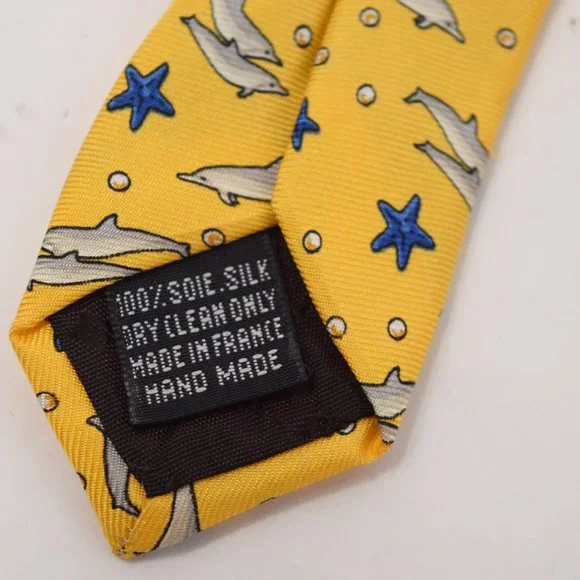 100% SOIE. SILK
DRY CLEAN ONLY
MADE IN FRANCE
HAND MADE